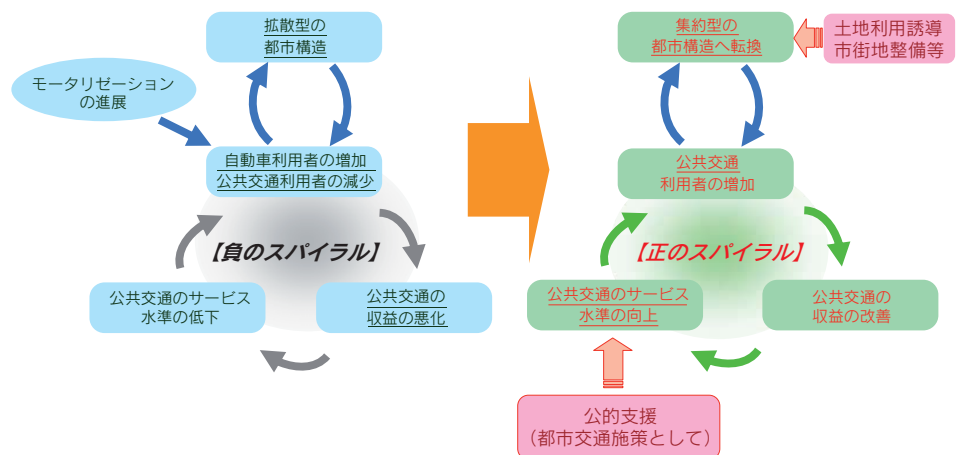 拡散型の
都市構造
モータリゼーション
の進展
自動車利用者の増加
公共交通利用者の減少
【負のスパイラル】
公共交通のサービス
水準の低下
公共交通の
収益の悪化
集約型の
都市構造へ転換
土地利用誘導
市街地整備等
公共交通
利用者の増加
【正のスパイラル】
公共交通のサービス
水準の向上
公共交通の
収益の改善
公的支援
（都市交通施策として）